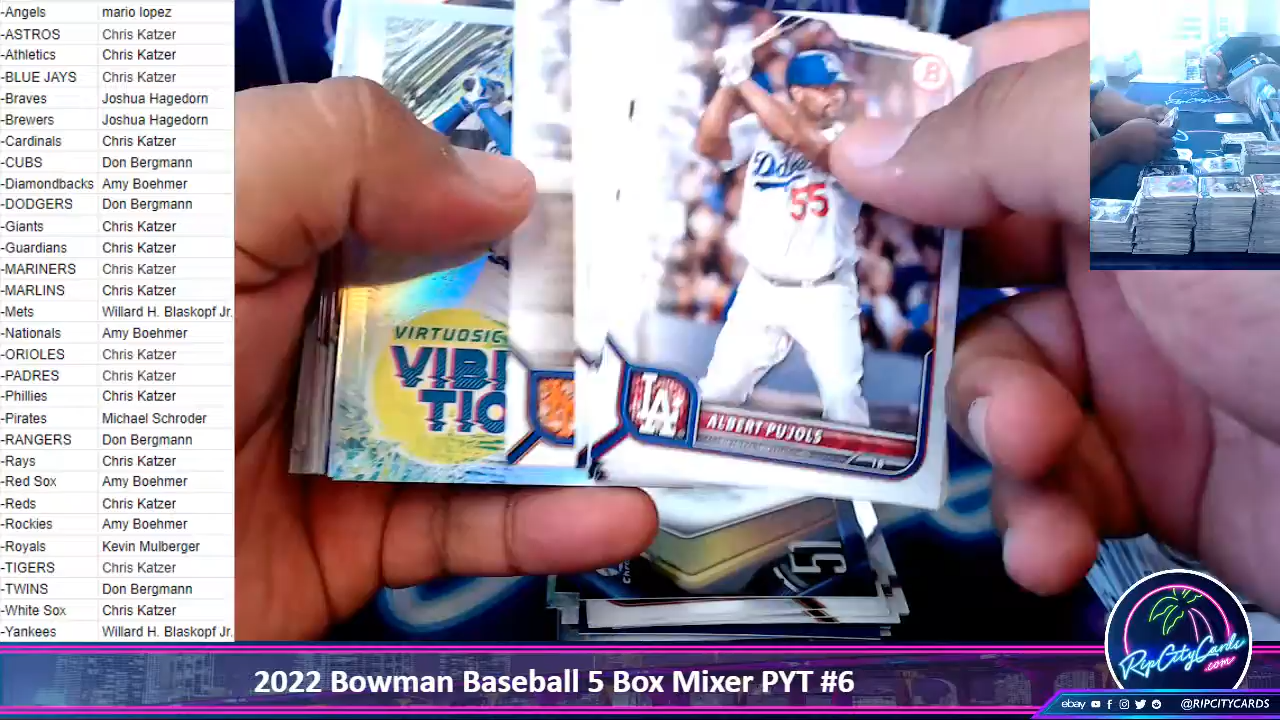 -Angels mario lopez
-ASTROS Chris Katzer
-Athletics Chris Katzer
-BLUE JAYS Chris Katzer
-Braves Joshua Hagedorn
-Brewers Joshua Hagedorn
-Cardinals Chris Katzer
-CUBS Don Bergmann
-Diamondbacks Amy Boehmer
-DODGERS Don Bergmann
-Giants Chris Katzer
-Guardians Chris Katzer
-MARINERS Chris Katzer
-MARLINS Chris Katzer
-Mets Willard H. Blaskopf Jr.
-Nationals Amy Boehmer
-ORIOLES Chris Katzer
-PADRES Chris Katzer
-Phillies Chris Katzer
-Pirates Michael Schroder
-RANGERS Don Bergmann
-Rays Chris Katzer
-Red Sox Amy Boehmer
-Reds Chris Katzer
-Rockies Amy Boehmer
-Royals Kevin Mulberger
-TIGERS Chris Katzer
-TWINS Don Bergmann
-White Sox Chris Katzer
-Yankees Willard H. Blaskopf Jr.
B
55
LA
ALBERT PUJOLS
1B
VIRTUOSIC
VIB
TIO
RipCityCards
.com
2022 Bowman Baseball 5 Box Mixer PYT #6
ebay @RIPCITYCARDS